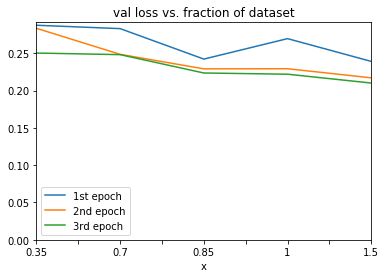 val loss vs. fraction of dataset
0.25
0.20
0.15
0.10
0.05
0.00
1st epoch
2nd epoch
3rd epoch
0.35 0.7 0.85 1 1.5
x